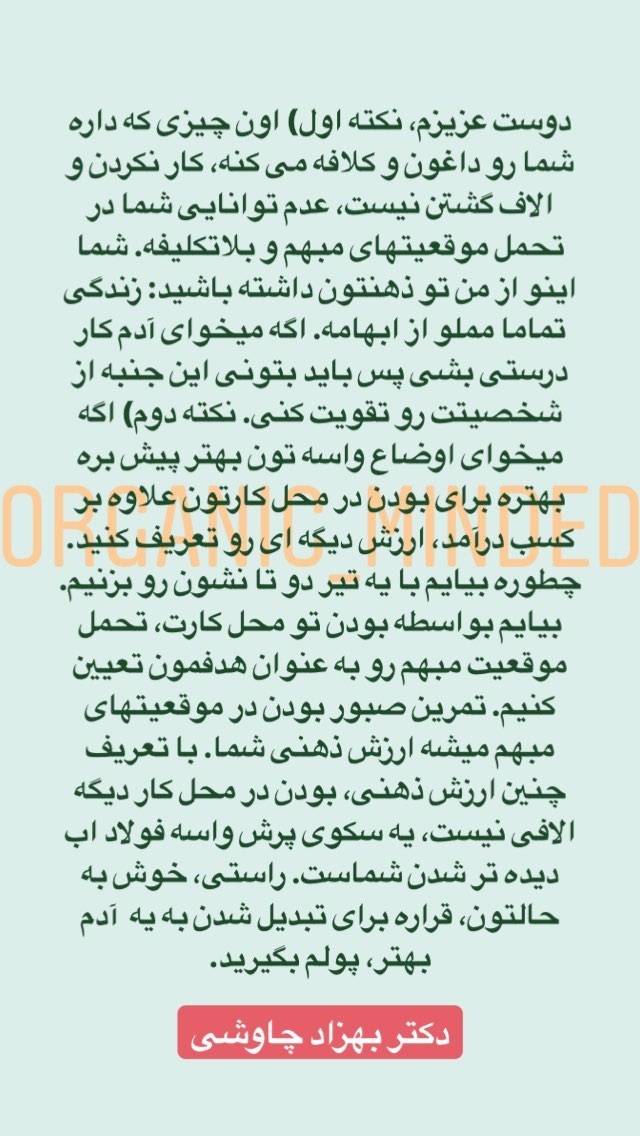 دوست عزیزم، نکته اول) اون چیزی که داره
شما رو داغون و کلافه می کنه، کار نکردن و
الاف گشتن نیست، عدم توانایی شما در
تحمل موقعیتهای مبهم و بلاتکلیفه. شما
اینو از من تو ذهنتون داشته باشید: زندگی
تماما مملو از ابهامه. اگه میخوای آدم کار
درستی بشی پس باید بتونی این جنبه از
شخصیتت رو تقویت کنی. نکته دوم) اگه
میخوای اوضاع واسه تون بهتر پیش بره
بهتره برای بودن در محل کارتون علاوه بر
ORGANIC_MINDED
کسب درآمد، ارزش دیگه ای رو تعریف کنید.
چطوره بیایم با یه تیر دو تا نشون رو بزنیم.
بیایم بواسطه بودن تو محل کارت، تحمل
موقعیت مبهم رو به عنوان هدفمون تعیین
کنیم. تمرین صبور بودن در موقعیتهای
مبهم میشه ارزش ذهنی شما. با تعریف
چنین ارزش ذهنی، بودن در محل کار دیگه
الافی نیست، یه سکوی پرش واسه فولاد اب
دیده تر شدن شماست. راستی، خوش به
حالتون، قراره برای تبدیل شدن به یه آدم
بهتر، پولم بگیرید.
دکتر بهزاد چاوشی